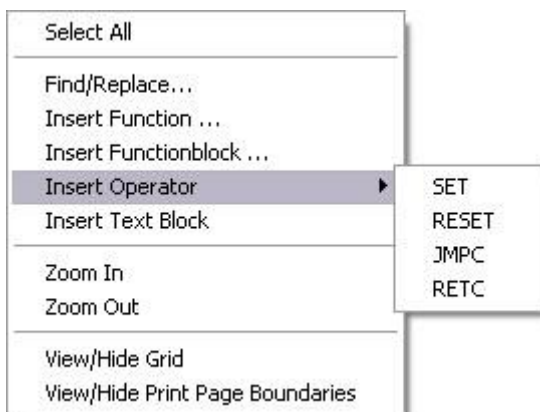 Select All
Find/Replace...
Insert Function ...
Insert Functionblock ...
Insert Operator
Insert Text Block
Zoom In
Zoom Out
View/Hide Grid
View/Hide Print Page Boundaries
SET
RESET
JMPC
RETC